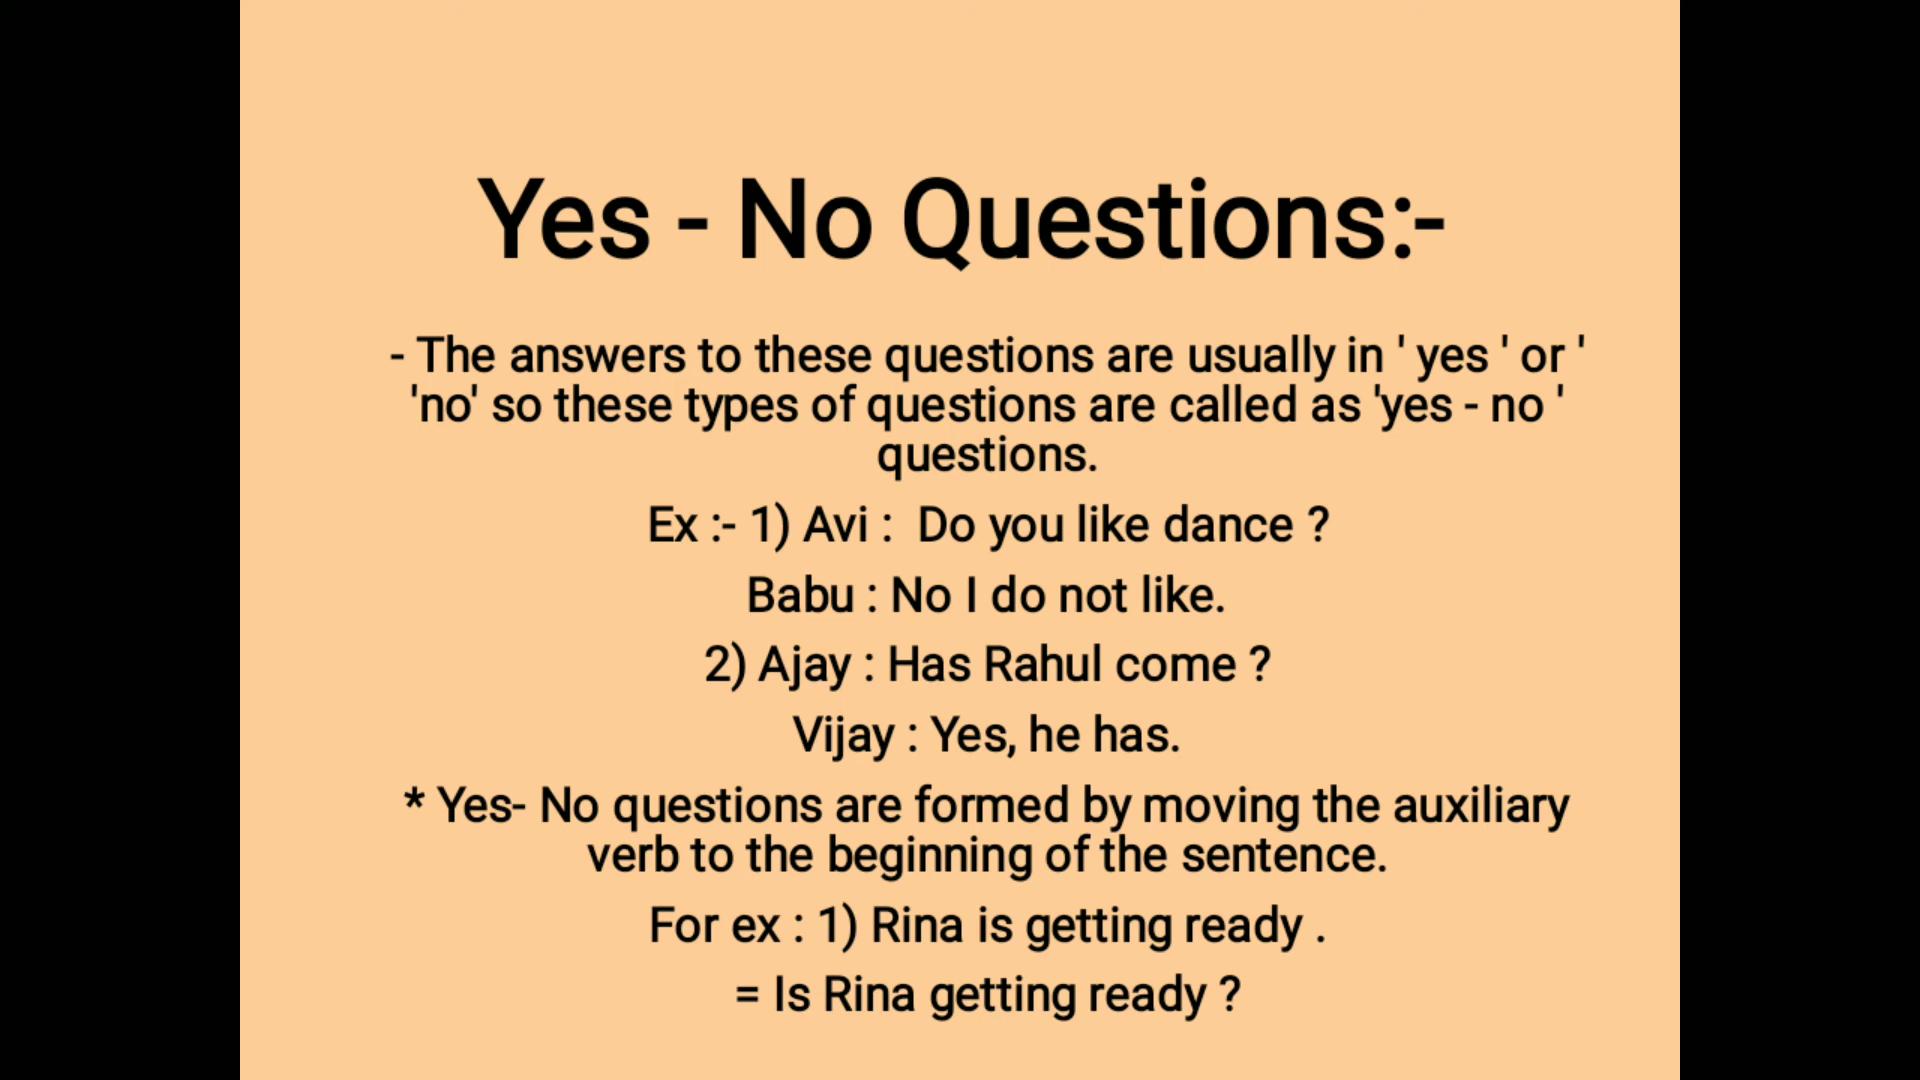 Yes - No Questions:-
- The answers to these questions are usually in ' yes ' or '
'no' so these types of questions are called as 'yes - no '
questions.
Ex :- 1) Avi :  Do you like dance ?
Babu : No I do not like.
2) Ajay : Has Rahul come ?
Vijay : Yes, he has.
* Yes- No questions are formed by moving the auxiliary
verb to the beginning of the sentence.
For ex : 1) Rina is getting ready .
= Is Rina getting ready ?